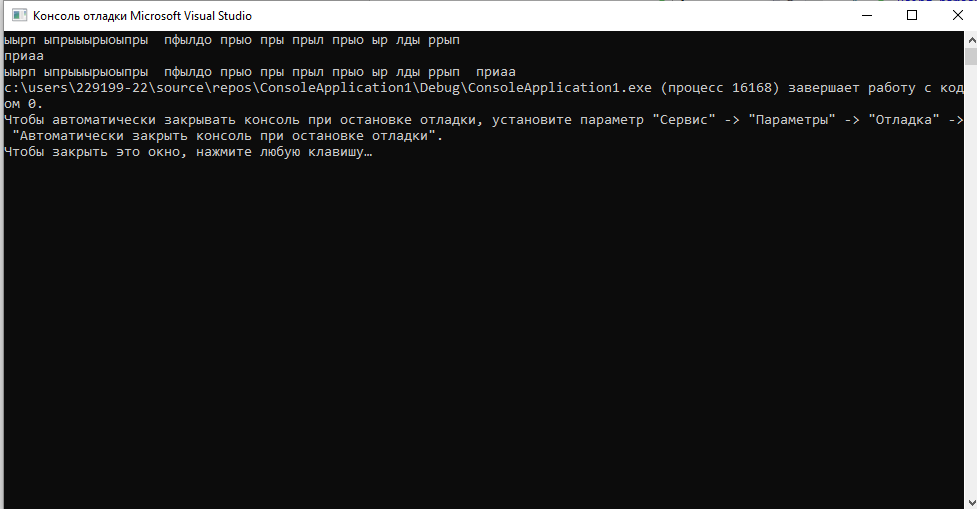 Консоль отладки Microsoft Visual Studio
ыырп ыпрыыырыоыпры  пфылдо прыо пры прыл прыо ыр лды ррып
приаа
ыырп ыпрыыырыоыпры  пфылдо прыо пры прыл прыо ыр лды ррып  приаа
c:\users\229199-22\source\repos\ConsoleApplication1\Debug\ConsoleApplication1.exe (процесс 16168) завершает работу с код
ом 0.
Чтобы автоматически закрывать консоль при остановке отладки, установите параметр "Сервис" -> "Параметры" -> "Отладка" ->
 "Автоматически закрыть консоль при остановке отладки".
Чтобы закрыть это окно, нажмите любую клавишу…